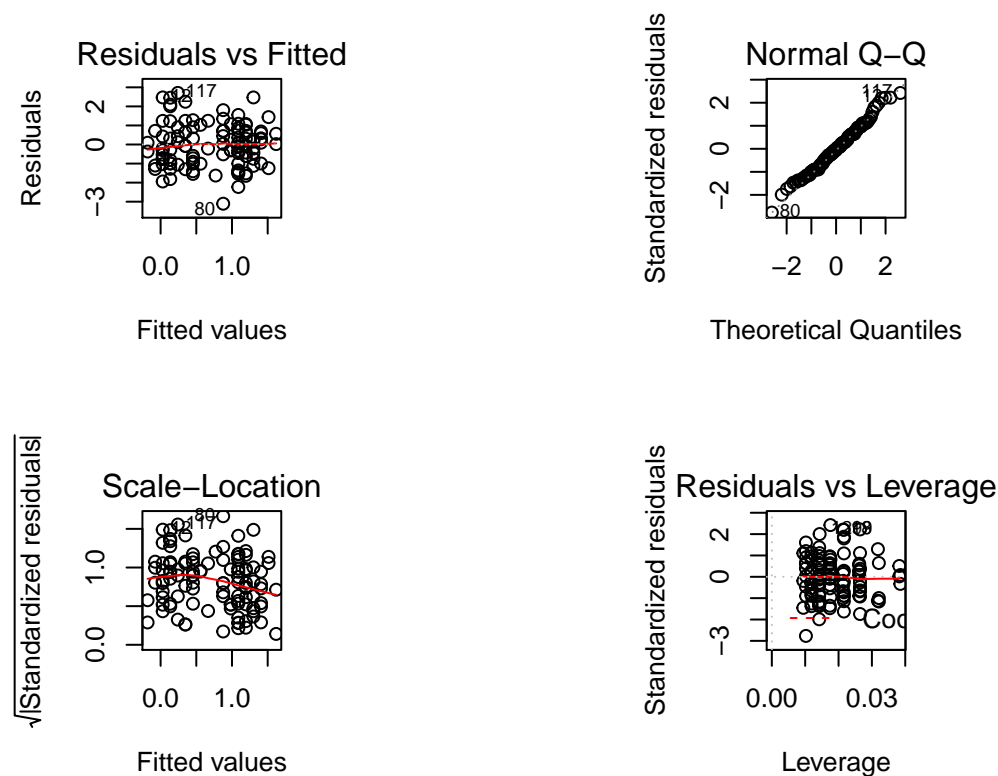 Residuals vs Fitted
Residuals
−3
0
2
117
80
0.0
1.0
Fitted values
Normal Q−Q
Standardized residuals
−2
0
2
117
80
−2
0
2
Theoretical Quantiles
Scale−Location
√|Standardized residuals|
0.0
1.0
80
117
0.0
1.0
Fitted values
Residuals vs Leverage
Standardized residuals
−3
0
2
Coo
0.00
0.03
Leverage